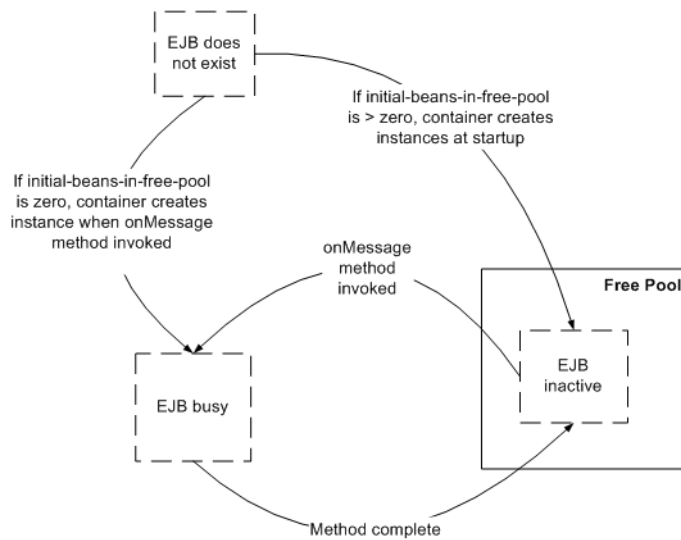 EJB does
not exist
If initial-beans-in-free-pool
is > zero, container creates
instances at startup
If initial-beans-in-free-pool
is zero, container creates
instance when onMessage
method invoked
onMessage
method
invoked
Free Pool
EJB
inactive
EJB busy
Method complete